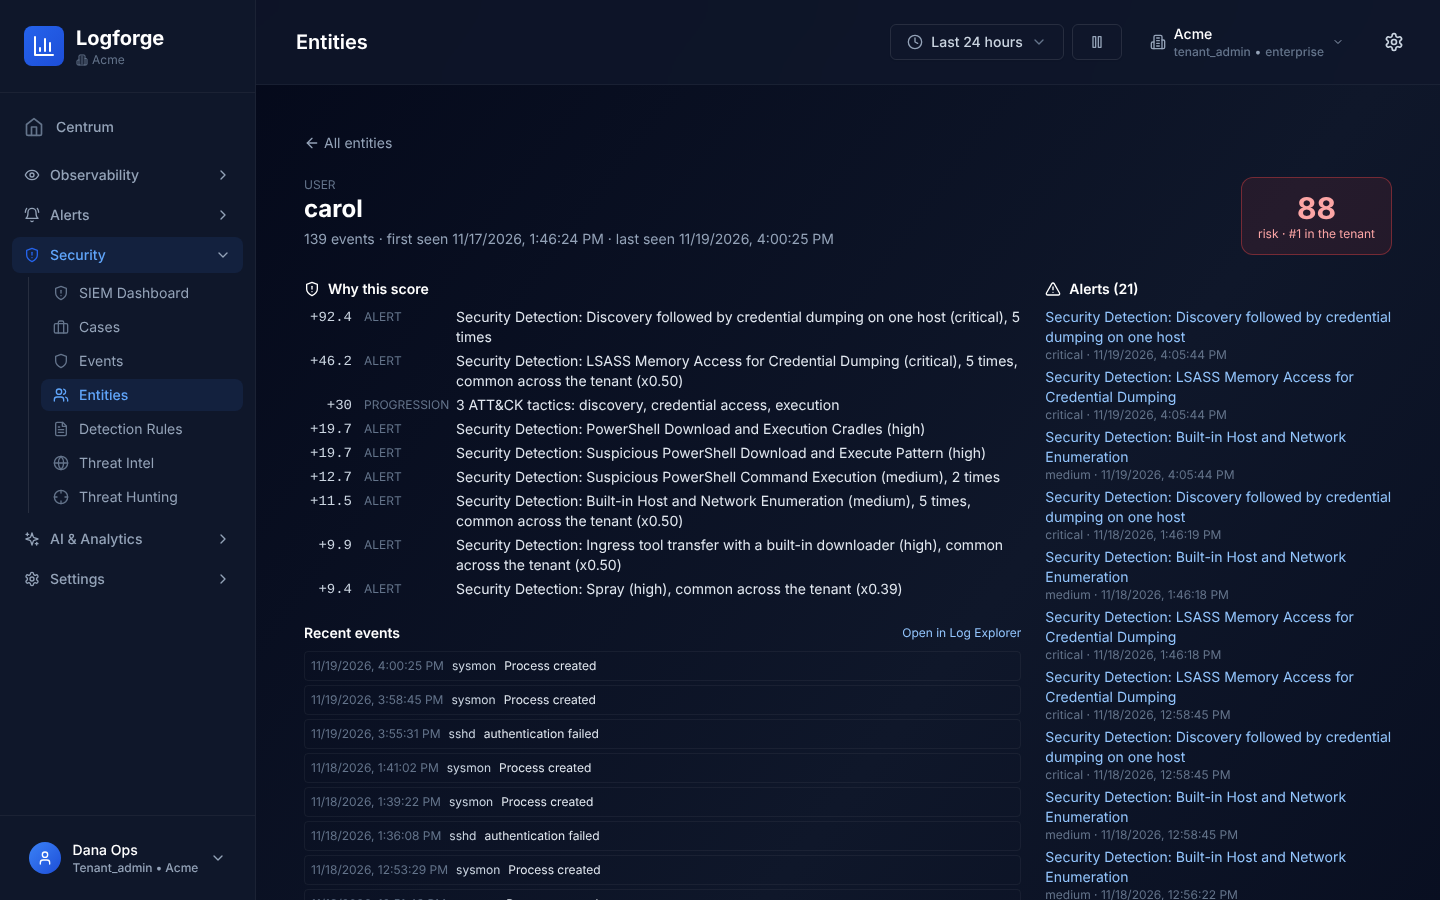 Logforge
Acme
Centrum
Observability
Alerts
Security
SIEM Dashboard
Cases
Events
Entities
Detection Rules
Threat Intel
Threat Hunting
AI & Analytics
Settings
Dana Ops
Tenant_admin • Acme
Entities
Last 24 hours
Acme
tenant_admin • enterprise
All entities
USER
carol
139 events · first seen 11/17/2026, 1:46:24 PM · last seen 11/19/2026, 4:00:25 PM
88
risk · #1 in the tenant
Why this score
+92.4 ALERT Security Detection: Discovery followed by credential dumping on one host (critical), 5
times
+46.2 ALERT Security Detection: LSASS Memory Access for Credential Dumping (critical), 5 times,
common across the tenant (x0.50)
+30 PROGRESSION 3 ATT&CK tactics: discovery, credential access, execution
+19.7 ALERT Security Detection: PowerShell Download and Execution Cradles (high)
+19.7 ALERT Security Detection: Suspicious PowerShell Download and Execute Pattern (high)
+12.7 ALERT Security Detection: Suspicious PowerShell Command Execution (medium), 2 times
+11.5 ALERT Security Detection: Built-in Host and Network Enumeration (medium), 5 times,
common across the tenant (x0.50)
+9.9 ALERT Security Detection: Ingress tool transfer with a built-in downloader (high), common
across the tenant (x0.50)
+9.4 ALERT Security Detection: Spray (high), common across the tenant (x0.39)
Recent events
Open in Log Explorer
11/19/2026, 4:00:25 PM sysmon Process created
11/19/2026, 3:58:45 PM sysmon Process created
11/19/2026, 3:55:31 PM sshd authentication failed
11/18/2026, 1:41:02 PM sysmon Process created
11/18/2026, 1:39:22 PM sysmon Process created
11/18/2026, 1:36:08 PM sshd authentication failed
11/18/2026, 12:53:29 PM sysmon Process created
Alerts (21)
Security Detection: Discovery followed by credential
dumping on one host
critical · 11/19/2026, 4:05:44 PM
Security Detection: LSASS Memory Access for
Credential Dumping
critical · 11/19/2026, 4:05:44 PM
Security Detection: Built-in Host and Network
Enumeration
medium · 11/19/2026, 4:05:44 PM
Security Detection: Discovery followed by credential
dumping on one host
critical · 11/18/2026, 1:46:19 PM
Security Detection: Built-in Host and Network
Enumeration
medium · 11/18/2026, 1:46:18 PM
Security Detection: LSASS Memory Access for
Credential Dumping
critical · 11/18/2026, 1:46:18 PM
Security Detection: LSASS Memory Access for
Credential Dumping
critical · 11/18/2026, 12:58:45 PM
Security Detection: Discovery followed by credential
dumping on one host
critical · 11/18/2026, 12:58:45 PM
Security Detection: Built-in Host and Network
Enumeration
medium · 11/18/2026, 12:58:45 PM
Security Detection: Built-in Host and Network
Enumeration
medium · 11/18/2026, 12:56:22 PM